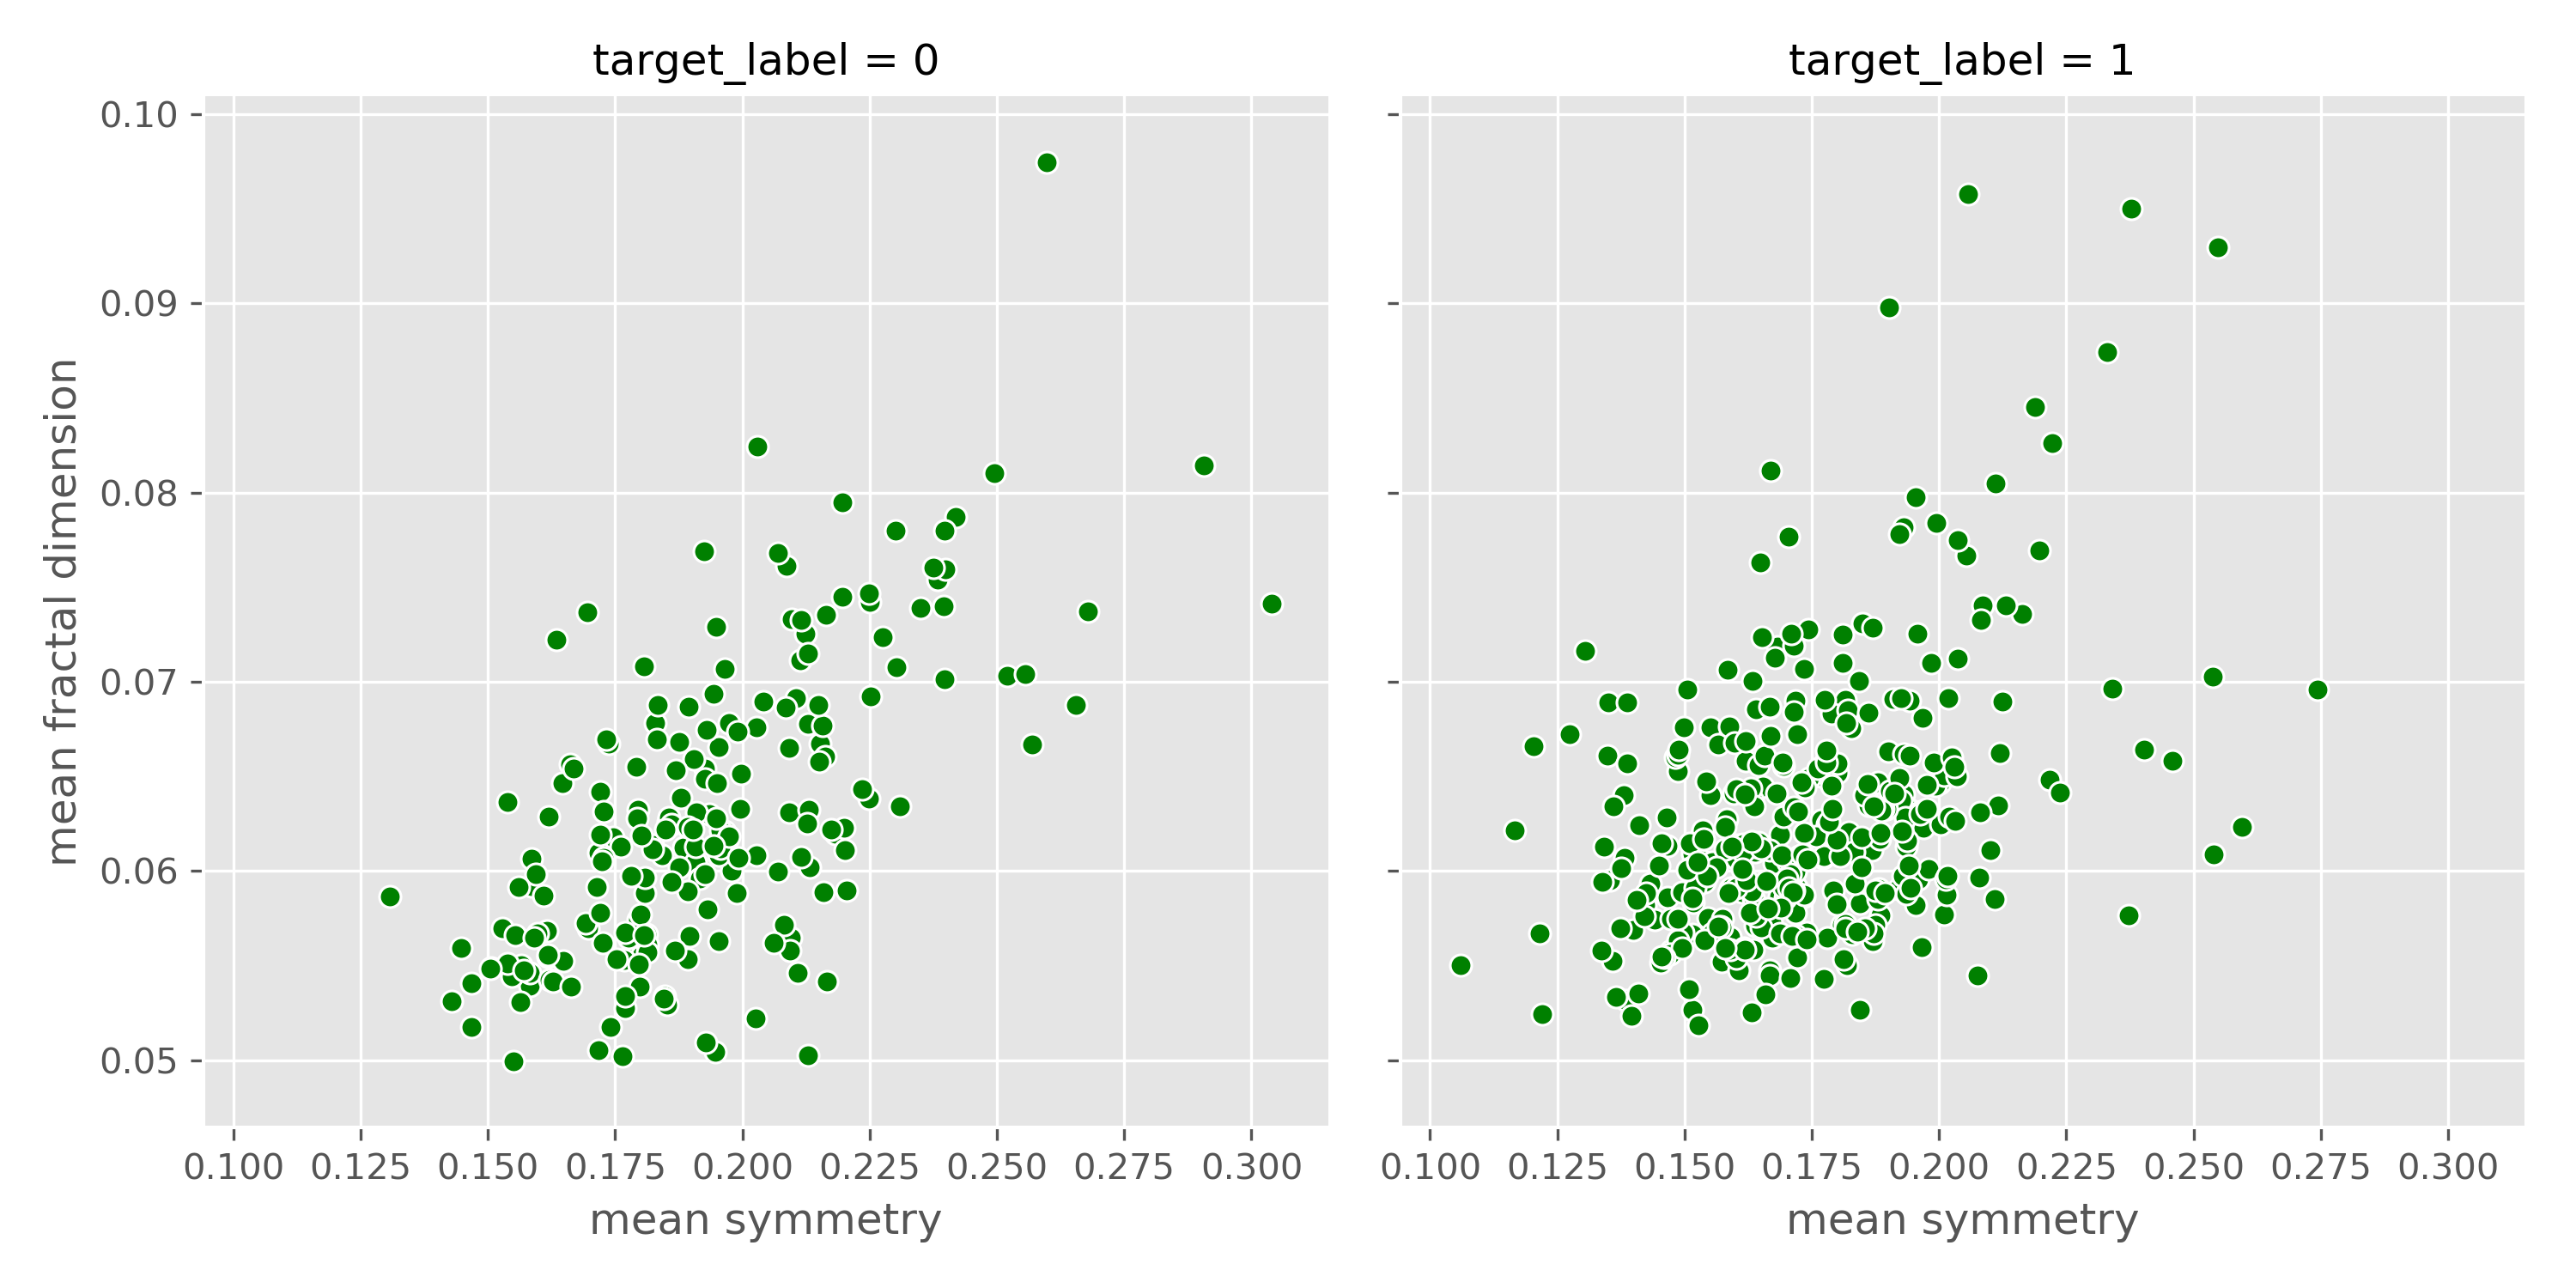 target_label = 0
target_label = 1
mean fractal dimension
0.10
0.09
0.08
0.07
0.06
0.05
0.100 0.125 0.150 0.175 0.200 0.225 0.250 0.275 0.300
0.100 0.125 0.150 0.175 0.200 0.225 0.250 0.275 0.300
mean symmetry
mean symmetry